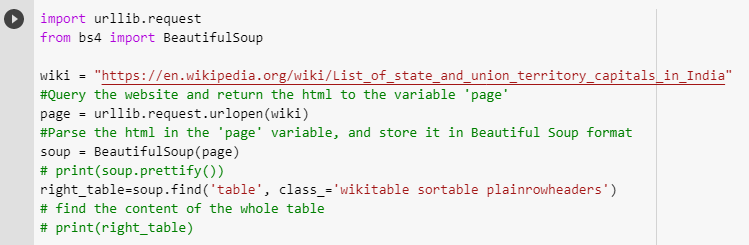 import urllib.request
from bs4 import BeautifulSoup
wiki = "https://en.wikipedia.org/wiki/List_of_state_and_union_territory_capitals_in_India"
#Query the website and return the html to the variable 'page'
page = urllib.request.urlopen(wiki)
#Parse the html in the 'page' variable, and store it in Beautiful Soup format
soup = BeautifulSoup(page)
# print(soup.prettify())
right_table=soup.find('table', class_='wikitable sortable plainrowheaders')
# find the content of the whole table
# print(right_table)